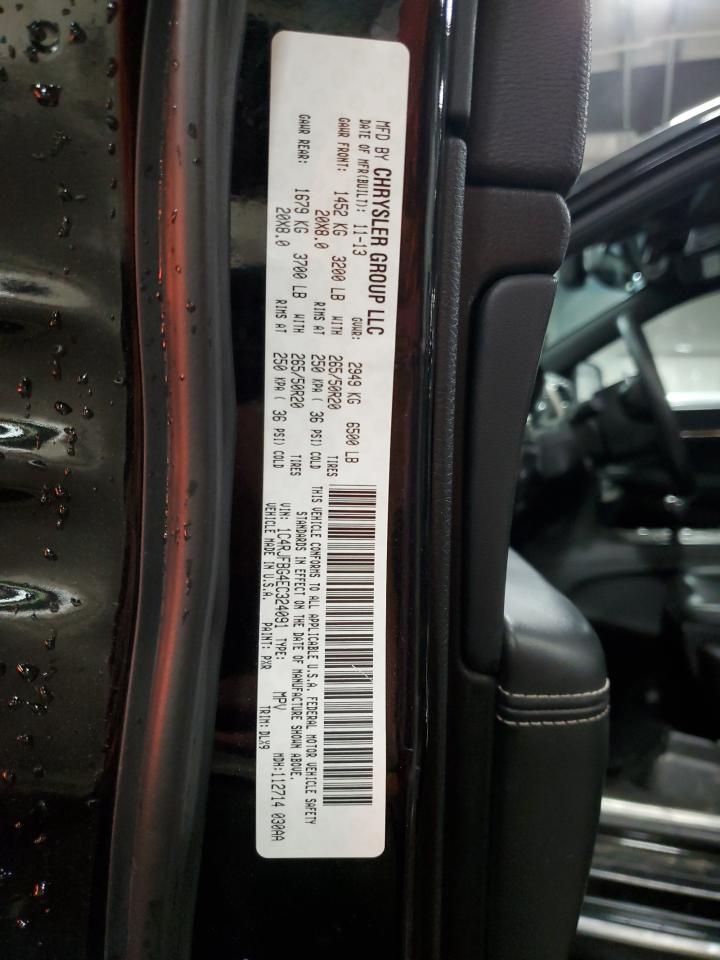 MFD BY CHRYSLER GROUP LLC
DATE OF MFR(BUILT): 11-13 GVWR: 2949 KG 6500 LB
GAWR FRONT: 1452 KG 3200 LB WITH 265/50R20 TIRES
20X8.0 RIMS AT 250 KPA ( 36 PSI) COLD
GAWR REAR: 1679 KG 3700 LB WITH 265/50R20 TIRES
20X8.0 RIMS AT 250 KPA ( 36 PSI) COLD
THIS VEHICLE CONFORMS TO ALL APPLICABLE U.S.A. FEDERAL MOTOR VEHICLE SAFETY
STANDARDS IN EFFECT ON THE DATE OF MANUFACTURE SHOWN ABOVE.
VIN: 1C4RJFBG4EC324091 TYPE: MPV MDH:112714 030AA
VEHICLE MADE IN U.S.A. PAINT: PXR TRIM: DLX9